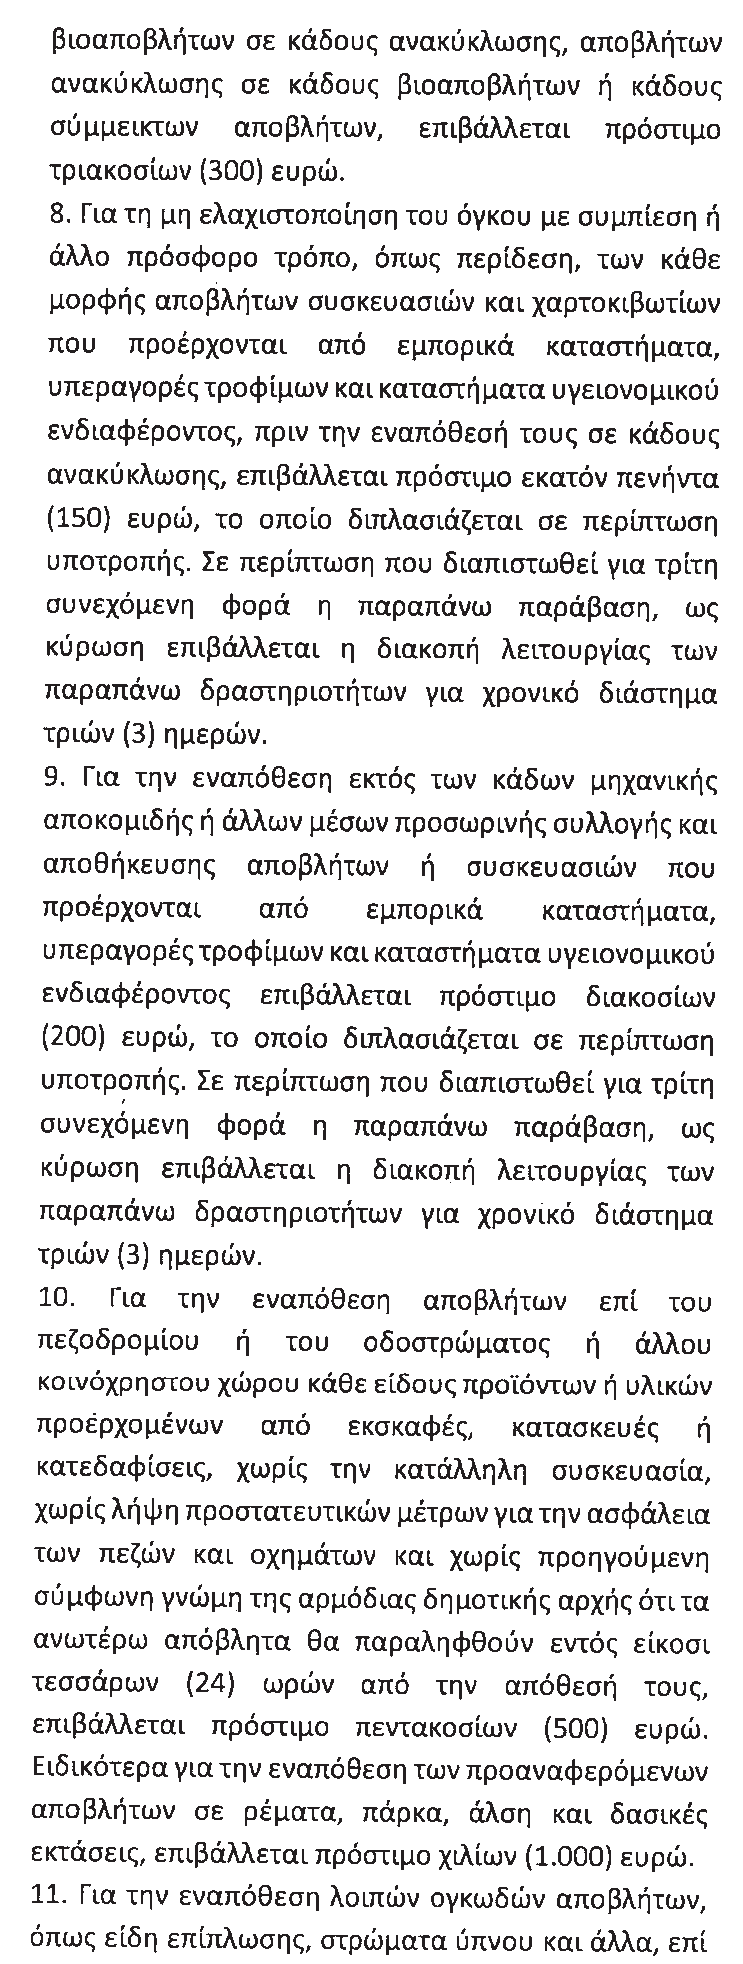 βιοαποβλήτων σε κάδους ανακύκλωσης, αποβλήτων
ανακύκλωσης σε κάδους βιοαποβλήτων ή κάδους
σύμμεικτων αποβλήτων, επιβάλλεται πρόστιμο
τριακοσίων (300) ευρώ.
8. Για τη μη ελαχιστοποίηση του όγκου με συμπίεση ή
άλλο πρόσφορο τρόπο, όπως περίδεση, των κάθε
μορφής αποβλήτων συσκευασιών και χαρτοκιβωτίων
που προέρχονται από εμπορικά καταστήματα,
υπεραγορές τροφίμων και καταστήματα υγειονομικού
ενδιαφέροντος, πριν την εναπόθεσή τους σε κάδους
ανακύκλωσης, επιβάλλεται πρόστιμο εκατόν πενήντα
(150) ευρώ, το οποίο διπλασιάζεται σε περίπτωση
υποτροπής. Σε περίπτωση που διαπιστωθεί για τρίτη
συνεχόμενη φορά η παραπάνω παράβαση, ως
κύρωση επιβάλλεται η διακοπή λειτουργίας των
παραπάνω δραστηριοτήτων για χρονικό διάστημα
τριών (3) ημερών.
9. Για την εναπόθεση εκτός των κάδων μηχανικής
αποκομιδής ή άλλων μέσων προσωρινής συλλογής και
αποθήκευσης αποβλήτων ή συσκευασιών που
προέρχονται από εμπορικά καταστήματα,
υπεραγορές τροφίμων και καταστήματα υγειονομικού
ενδιαφέροντος επιβάλλεται πρόστιμο διακοσίων
(200) ευρώ, το οποίο διπλασιάζεται σε περίπτωση
υποτροπής. Σε περίπτωση που διαπιστωθεί για τρίτη
συνεχόμενη φορά η παραπάνω παράβαση, ως
κύρωση επιβάλλεται η διακοπή λειτουργίας των
παραπάνω δραστηριοτήτων για χρονικό διάστημα
τριών (3) ημερών.
10. Για την εναπόθεση αποβλήτων επί του
πεζοδρομίου ή του οδοστρώματος ή άλλου
κοινόχρηστου χώρου κάθε είδους προϊόντων ή υλικών
προερχομένων από εκσκαφές, κατασκευές ή
κατεδαφίσεις, χωρίς την κατάλληλη συσκευασία,
χωρίς λήψη προστατευτικών μέτρων για την ασφάλεια
των πεζών και οχημάτων και χωρίς προηγούμενη
σύμφωνη γνώμη της αρμόδιας δημοτικής αρχής ότι τα
ανωτέρω απόβλητα θα παραληφθούν εντός είκοσι
τεσσάρων (24) ωρών από την απόθεσή τους,
επιβάλλεται πρόστιμο πεντακοσίων (500) ευρώ.
Ειδικότερα για την εναπόθεση των προαναφερόμενων
αποβλήτων σε ρέματα, πάρκα, άλση και δασικές
εκτάσεις, επιβάλλεται πρόστιμο χιλίων (1.000) ευρώ.
11. Για την εναπόθεση λοιπών ογκωδών αποβλήτων,
όπως είδη επίπλωσης, στρώματα ύπνου και άλλα, επί